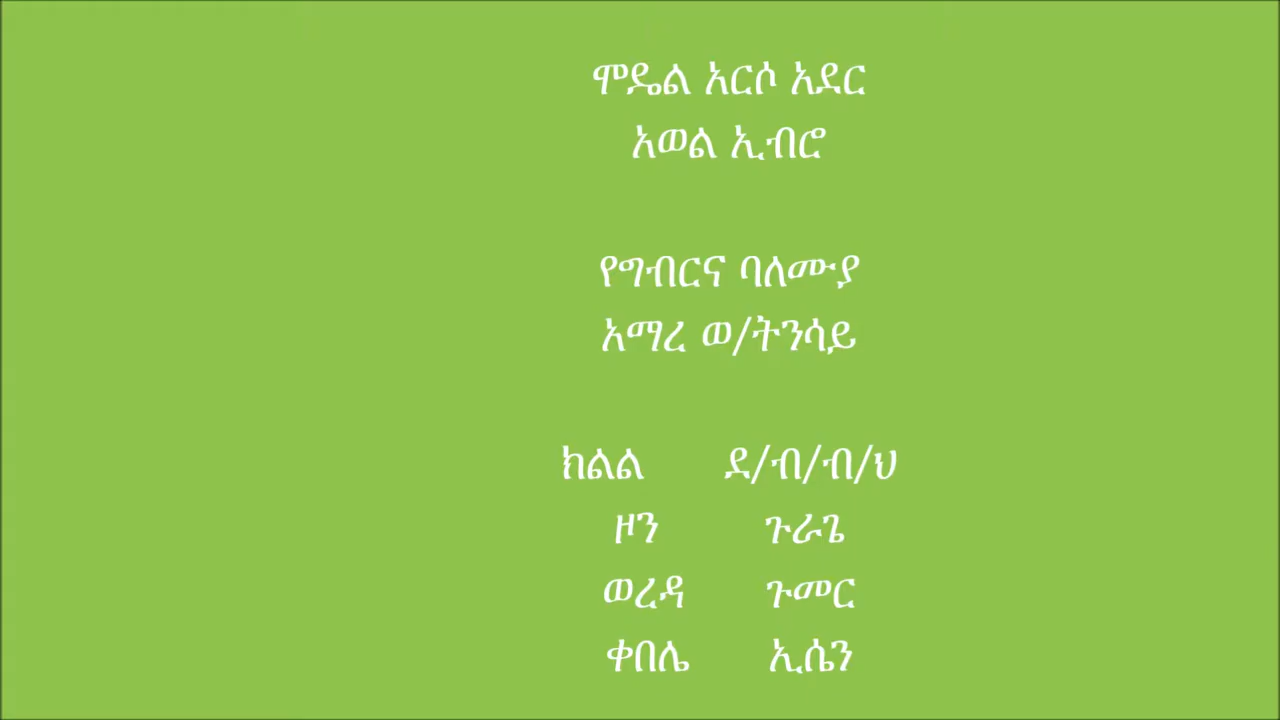 ሞዴል አርሶ አደር
አወል ኢብሮ
የግብርና ባለሙያ
አማረ ወ/ትንሳይ
ክልል ደ/ብ/ብ/ህ
ዞን ጉራጌ
ወረዳ ጉመር
ቀበሌ ኢሴን